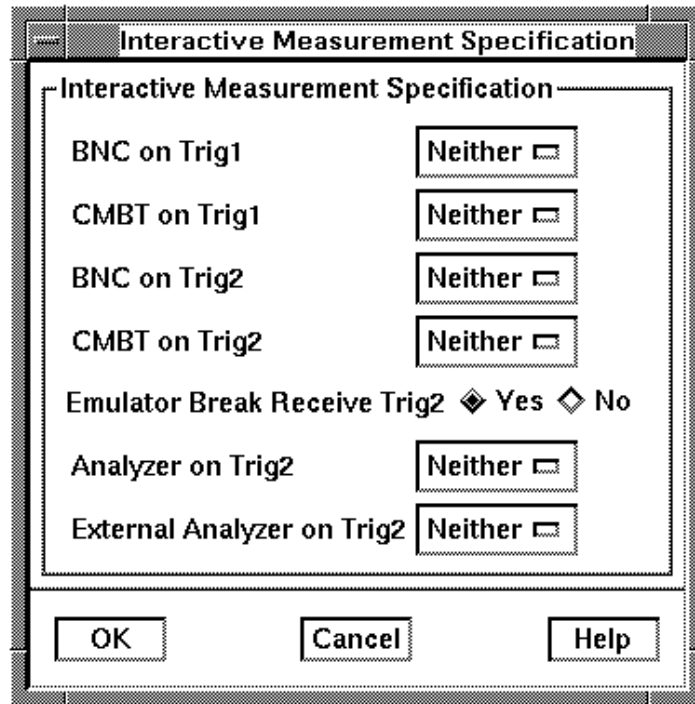 Interactive Measurement Specification
Interactive Measurement Specification
BNC on Trig1 Neither
CMBT on Trig1 Neither
BNC on Trig2 Neither
CMBT on Trig2 Neither
Emulator Break Receive Trig2 Yes No
Analyzer on Trig2 Neither
External Analyzer on Trig2 Neither
OK Cancel Help